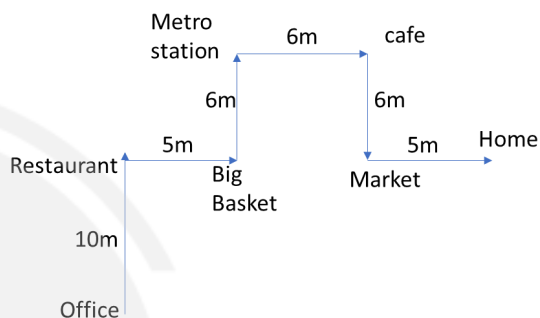 Metro
station
6m
cafe
6m
6m
5m
5m
Home
Restaurant
Big
Basket
Market
10m
Office